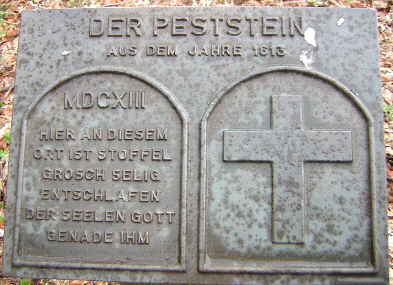 DER PESTSTEIN
AUS DEM JAHRE 1613
MDCXIII
HIER AN DIESEM
ORT IST STOFFEL
GROSCH SELIG
ENTSCHLAFEN
DER SEELEN GOTT
GENADE IHM